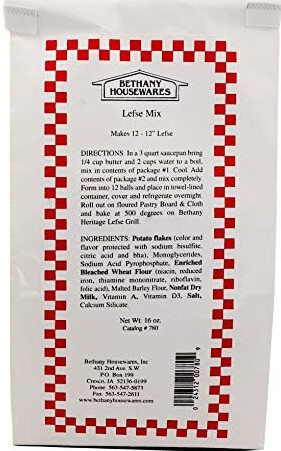 BETHANY
HOUSEWARES
Lefse Mix
Makes 12 - 12" Lefse
DIRECTIONS: In a 3 quart saucepan bring
1/4 cup butter and 2 cups water to a boil,
mix in contents of package #1. Cool. Add
contents of package #2 and mix completely.
Form into 12 balls and place in towel-lined
container, cover and refrigerate overnight.
Roll out on floured Pastry Board & Cloth
and bake at 500 degrees on Bethany
Heritage Lefse Grill.
INGREDIENTS: Potato flakes (color and
flavor protected with sodium bisulfite,
citric acid and bha), Monoglycerides,
Sodium Acid Pyrophosphate, Enriched
Bleached Wheat Flour (niacin, reduced
iron, thiamine mononitrate, riboflavin,
folic acid), Malted Barley Flour, Nonfat Dry
Milk, Vitamin A, Vitamin D3, Salt,
Calcium Silicate.
Net Wt. 16 oz.
Catalog # 780
Bethany Housewares, Inc
431 2nd Ave. S.W
P.O. Box 199
Cresco, IA 52136-0199
Phone 563-547-5873
Fax 563-547-2611
www.bethanyhousewares.com
0 24312 00780 9